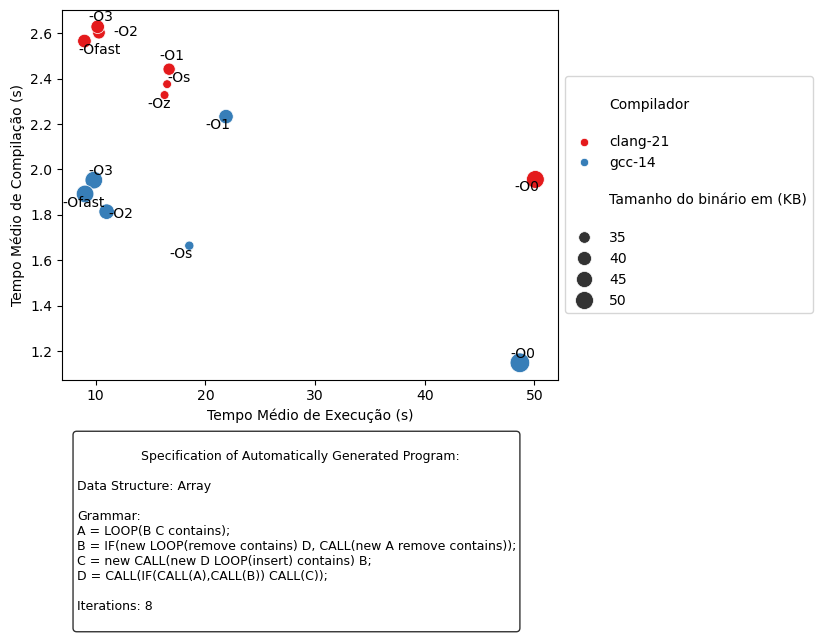 -O3
-O2
-Ofast
-O1
-Os
-Oz
-O1
-O3
-Ofast
-O2
-Os
-O0
-O0
2.6
2.4
2.2
2.0
1.8
1.6
1.4
1.2
Tempo Médio de Compilação (s)
10 20 30 40 50
Tempo Médio de Execução (s)
Compilador
clang-21
gcc-14
Tamanho do binário em (KB)
35
40
45
50
Specification of Automatically Generated Program:
Data Structure: Array
Grammar:
A = LOOP(B C contains);
B = IF(new LOOP(remove contains) D, CALL(new A remove contains));
C = new CALL(new D LOOP(insert) contains) B;
D = CALL(IF(CALL(A),CALL(B)) CALL(C));
Iterations: 8